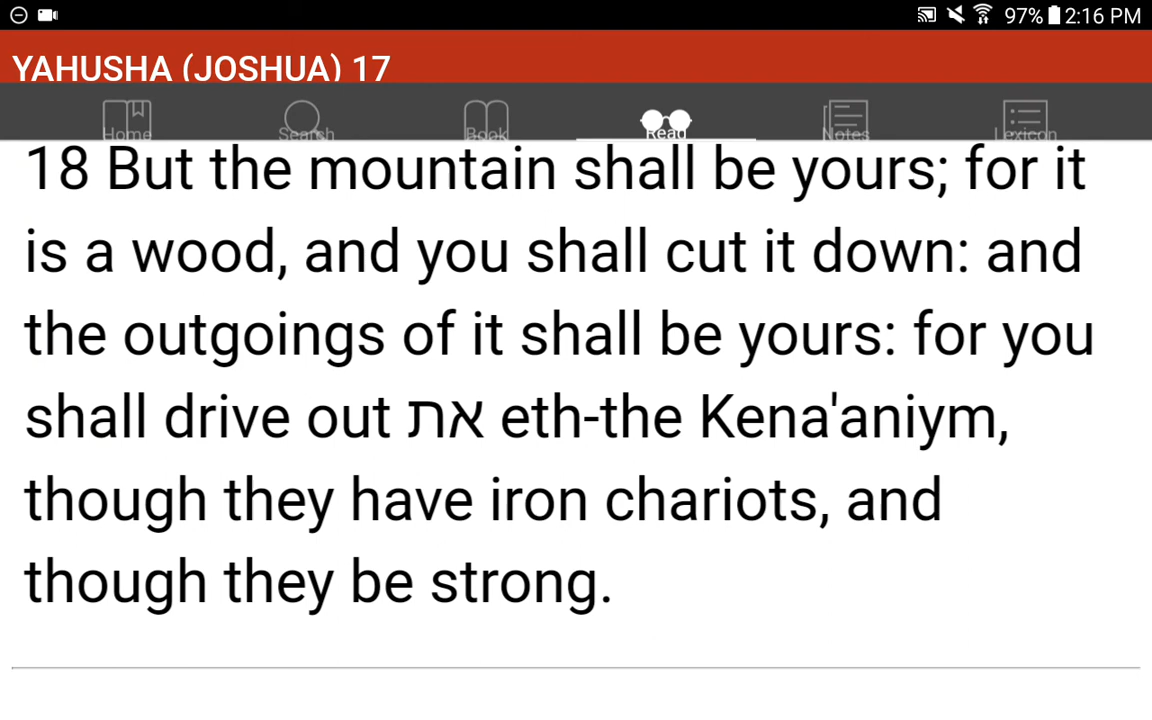 97% 2:16 PM
YAHUSHA (JOSHUA) 17
Home Search Book Read Notes Lexicon
18 But the mountain shall be yours; for it
is a wood, and you shall cut it down: and
the outgoings of it shall be yours: for you
shall drive out את eth-the Kena'aniym,
though they have iron chariots, and
though they be strong.